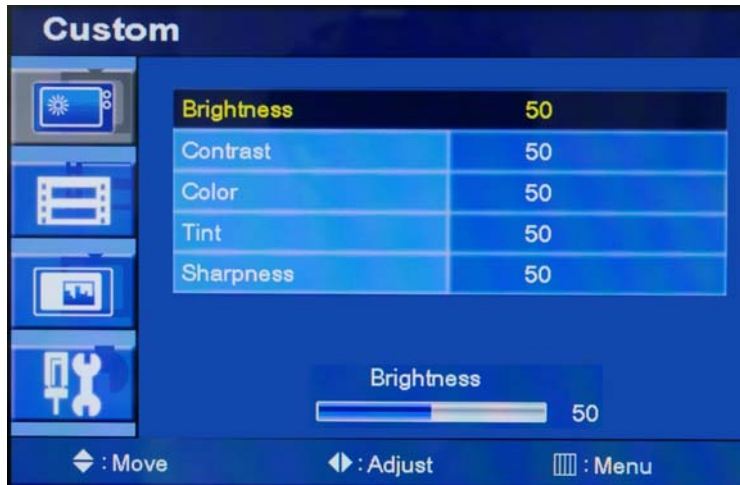 Custom
Brightness 50
Contrast 50
Color 50
Tint 50
Sharpness 50
Brightness
50
: Move : Adjust : Menu